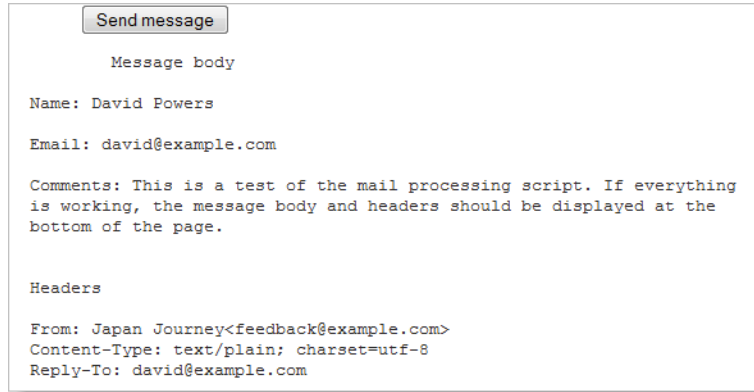 Send message
Message body
Name: David Powers
Email: david@example.com
Comments: This is a test of the mail processing script. If everything
is working, the message body and headers should be displayed at the
bottom of the page.
Headers
From: Japan Journey<feedback@example.com>
Content-Type: text/plain; charset=utf-8
Reply-To: david@example.com